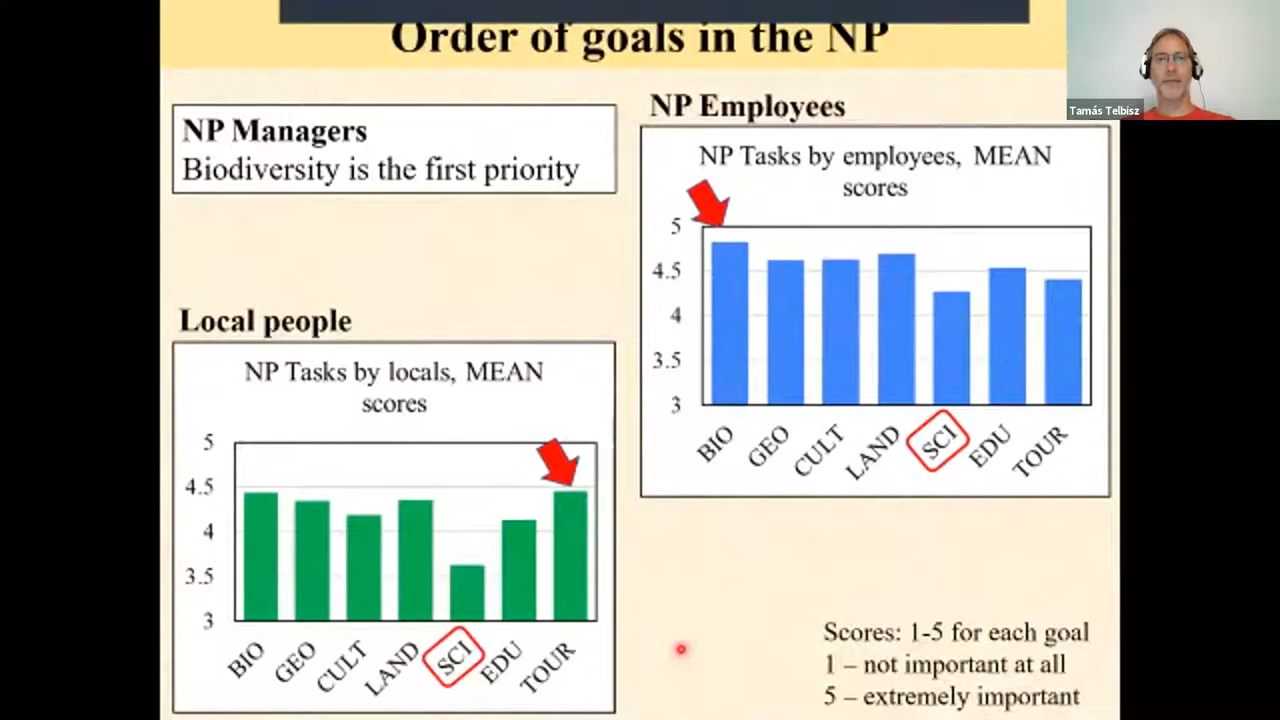 Order of goals in the NP
Tamás Telbisz
NP Managers
Biodiversity is the first priority
NP Employees
NP Tasks by employees, MEAN
scores
5
4.5
4
3.5
3
BIO
GEO
CULT
LAND
SCI
EDU
TOUR
Local people
NP Tasks by locals, MEAN
scores
5
4.5
4
3.5
3
BIO
GEO
CULT
LAND
SCI
EDU
TOUR
Scores: 1-5 for each goal
1 – not important at all
5 – extremely important